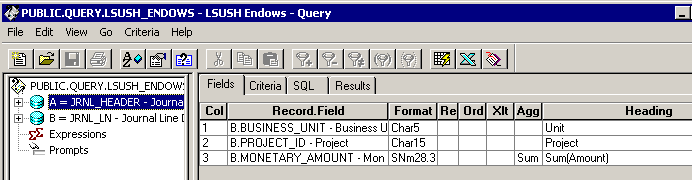 PUBLIC.QUERY.LSUSH_ENDOWS - LSUSH Endows - Query
File Edit View Go Criteria Help
PUBLIC.QUERY.LSUSH_ENDOWS
A = JRNL_HEADER - Journal
B = JRNL_LN - Journal Line D
Expressions
Prompts
Fields Criteria SQL Results
Col Record.Field Format Re Ord Xlt Agg Heading
1 B.BUSINESS_UNIT - Business U Char5 Unit
2 B.PROJECT_ID - Project Char15 Project
3 B.MONETARY_AMOUNT - Mon SNm28.3 Sum Sum(Amount)